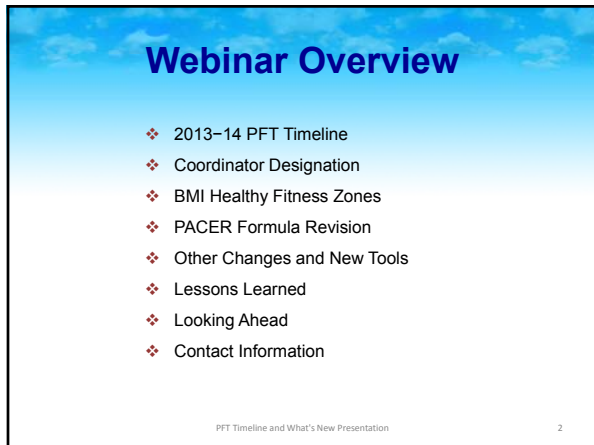 Webinar Overview
❖ 2013−14 PFT Timeline
❖ Coordinator Designation
❖ BMI Healthy Fitness Zones
❖ PACER Formula Revision
❖ Other Changes and New Tools
❖ Lessons Learned
❖ Looking Ahead
❖ Contact Information
PFT Timeline and What's New Presentation 2